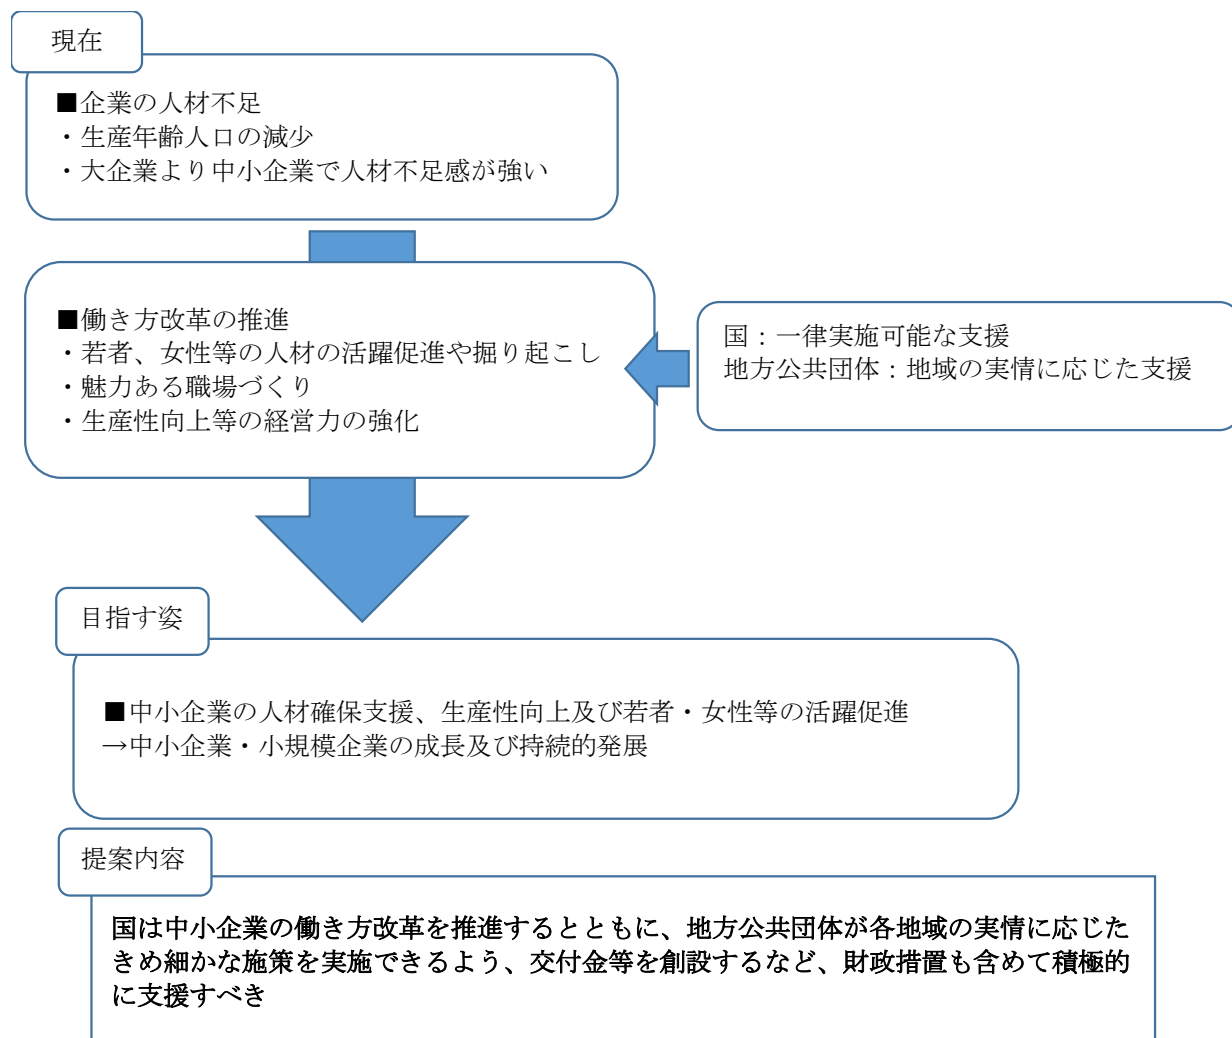 現在
■企業の人材不足
・生産年齢人口の減少
・大企業より中小企業で人材不足感が強い
■働き方改革の推進
・若者、女性等の人材の活躍促進や掘り起こし
・魅力ある職場づくり
・生産性向上等の経営力の強化
国：一律実施可能な支援
地方公共団体：地域の実情に応じた支援
目指す姿
■中小企業の人材確保支援、生産性向上及び若者・女性等の活躍促進
→中小企業・小規模企業の成長及び持続的発展
提案内容
国は中小企業の働き方改革を推進するとともに、地方公共団体が各地域の実情に応じた
きめ細かな施策を実施できるよう、交付金等を創設するなど、財政措置も含めて積極的
に支援すべき